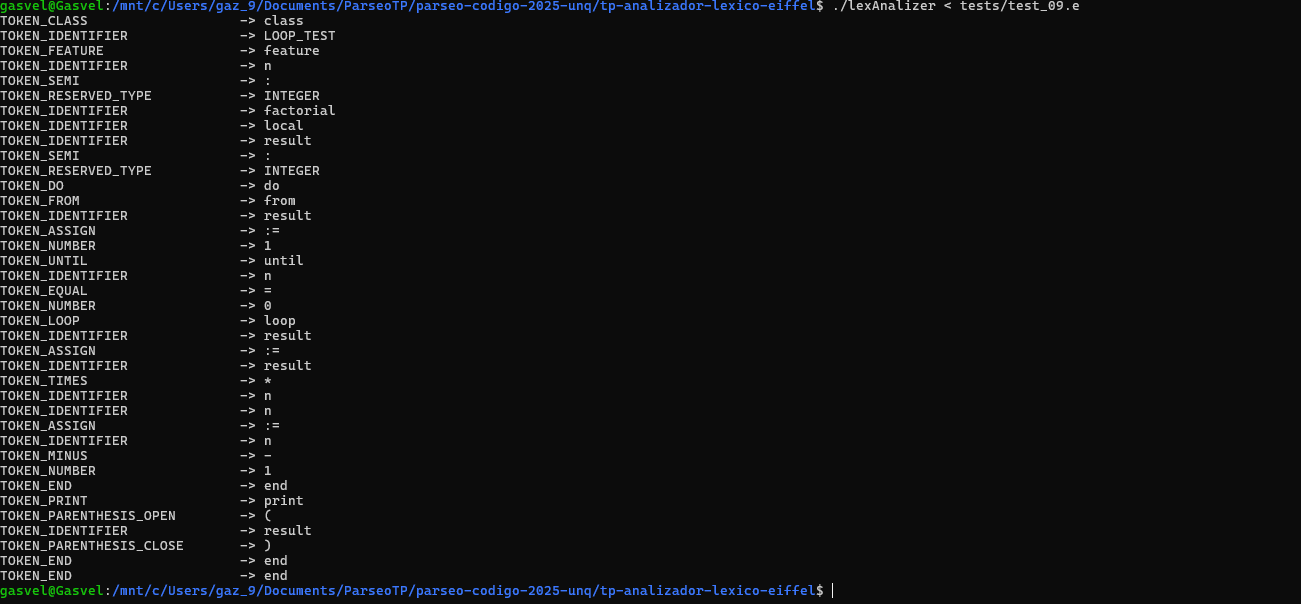 gasvel@Gasvel:/mnt/c/Users/gaz_9/Documents/ParseoTP/parseo-codigo-2025-unq/tp-analizador-lexico-eiffel$ ./lexAnalizer < tests/test_09.e
TOKEN_CLASS -> class
TOKEN_IDENTIFIER -> LOOP_TEST
TOKEN_FEATURE -> feature
TOKEN_IDENTIFIER -> n
TOKEN_SEMI -> :
TOKEN_RESERVED_TYPE -> INTEGER
TOKEN_IDENTIFIER -> factorial
TOKEN_IDENTIFIER -> local
TOKEN_IDENTIFIER -> result
TOKEN_SEMI -> :
TOKEN_RESERVED_TYPE -> INTEGER
TOKEN_DO -> do
TOKEN_FROM -> from
TOKEN_IDENTIFIER -> result
TOKEN_ASSIGN -> :=
TOKEN_NUMBER -> 1
TOKEN_UNTIL -> until
TOKEN_IDENTIFIER -> n
TOKEN_EQUAL -> =
TOKEN_NUMBER -> 0
TOKEN_LOOP -> loop
TOKEN_IDENTIFIER -> result
TOKEN_ASSIGN -> :=
TOKEN_IDENTIFIER -> result
TOKEN_TIMES -> *
TOKEN_IDENTIFIER -> n
TOKEN_IDENTIFIER -> n
TOKEN_ASSIGN -> :=
TOKEN_IDENTIFIER -> n
TOKEN_MINUS -> -
TOKEN_NUMBER -> 1
TOKEN_END -> end
TOKEN_PRINT -> print
TOKEN_PARENTHESIS_OPEN -> (
TOKEN_IDENTIFIER -> result
TOKEN_PARENTHESIS_CLOSE -> )
TOKEN_END -> end
TOKEN_END -> end
gasvel@Gasvel:/mnt/c/Users/gaz_9/Documents/ParseoTP/parseo-codigo-2025-unq/tp-analizador-lexico-eiffel$